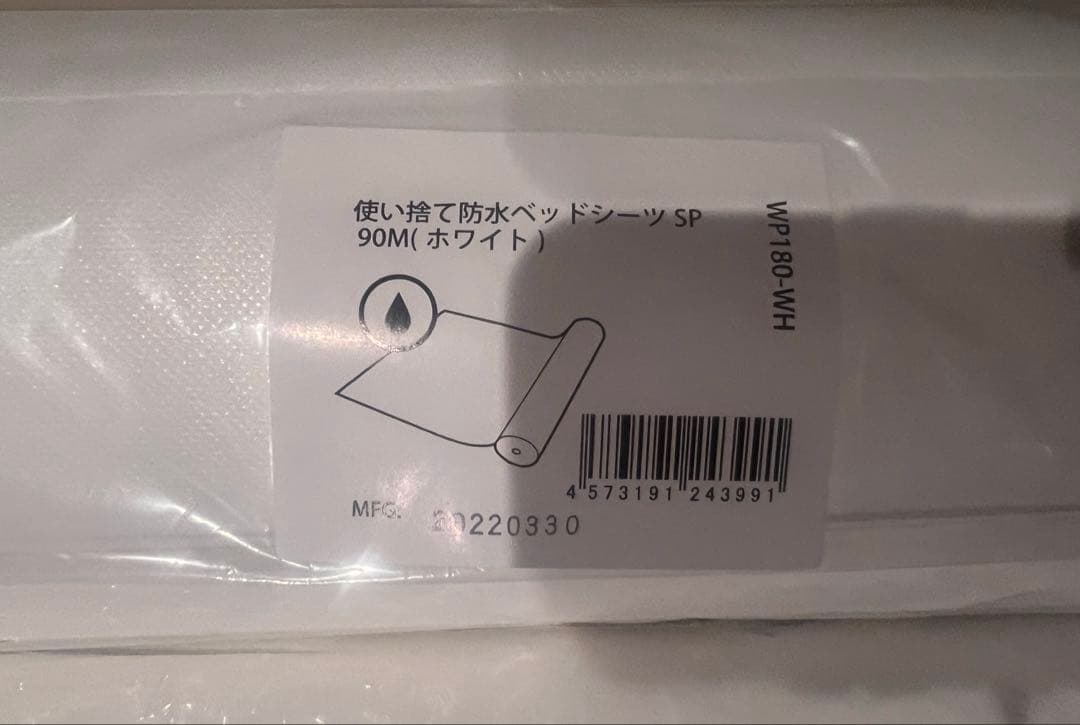 使い捨て防水ベッドシーツ SP
90M( ホワイト )
WP180-WH
4 573191 243991
MFG. 20220330